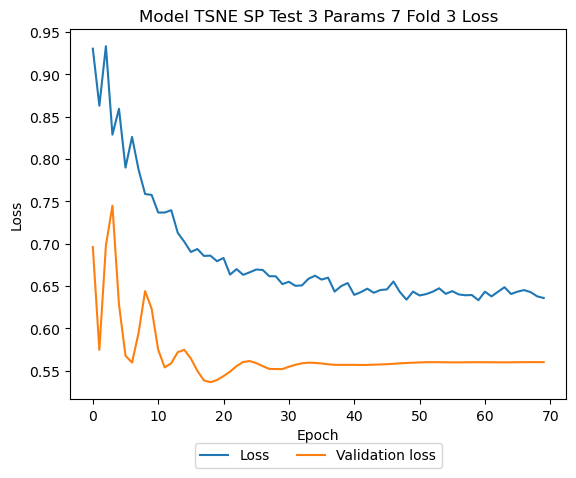 Model TSNE SP Test 3 Params 7 Fold 3 Loss
0.95
0.90
0.85
0.80
0.75
0.70
0.65
0.60
0.55
Loss
0 10 20 30 40 50 60 70
Epoch
Loss Validation loss